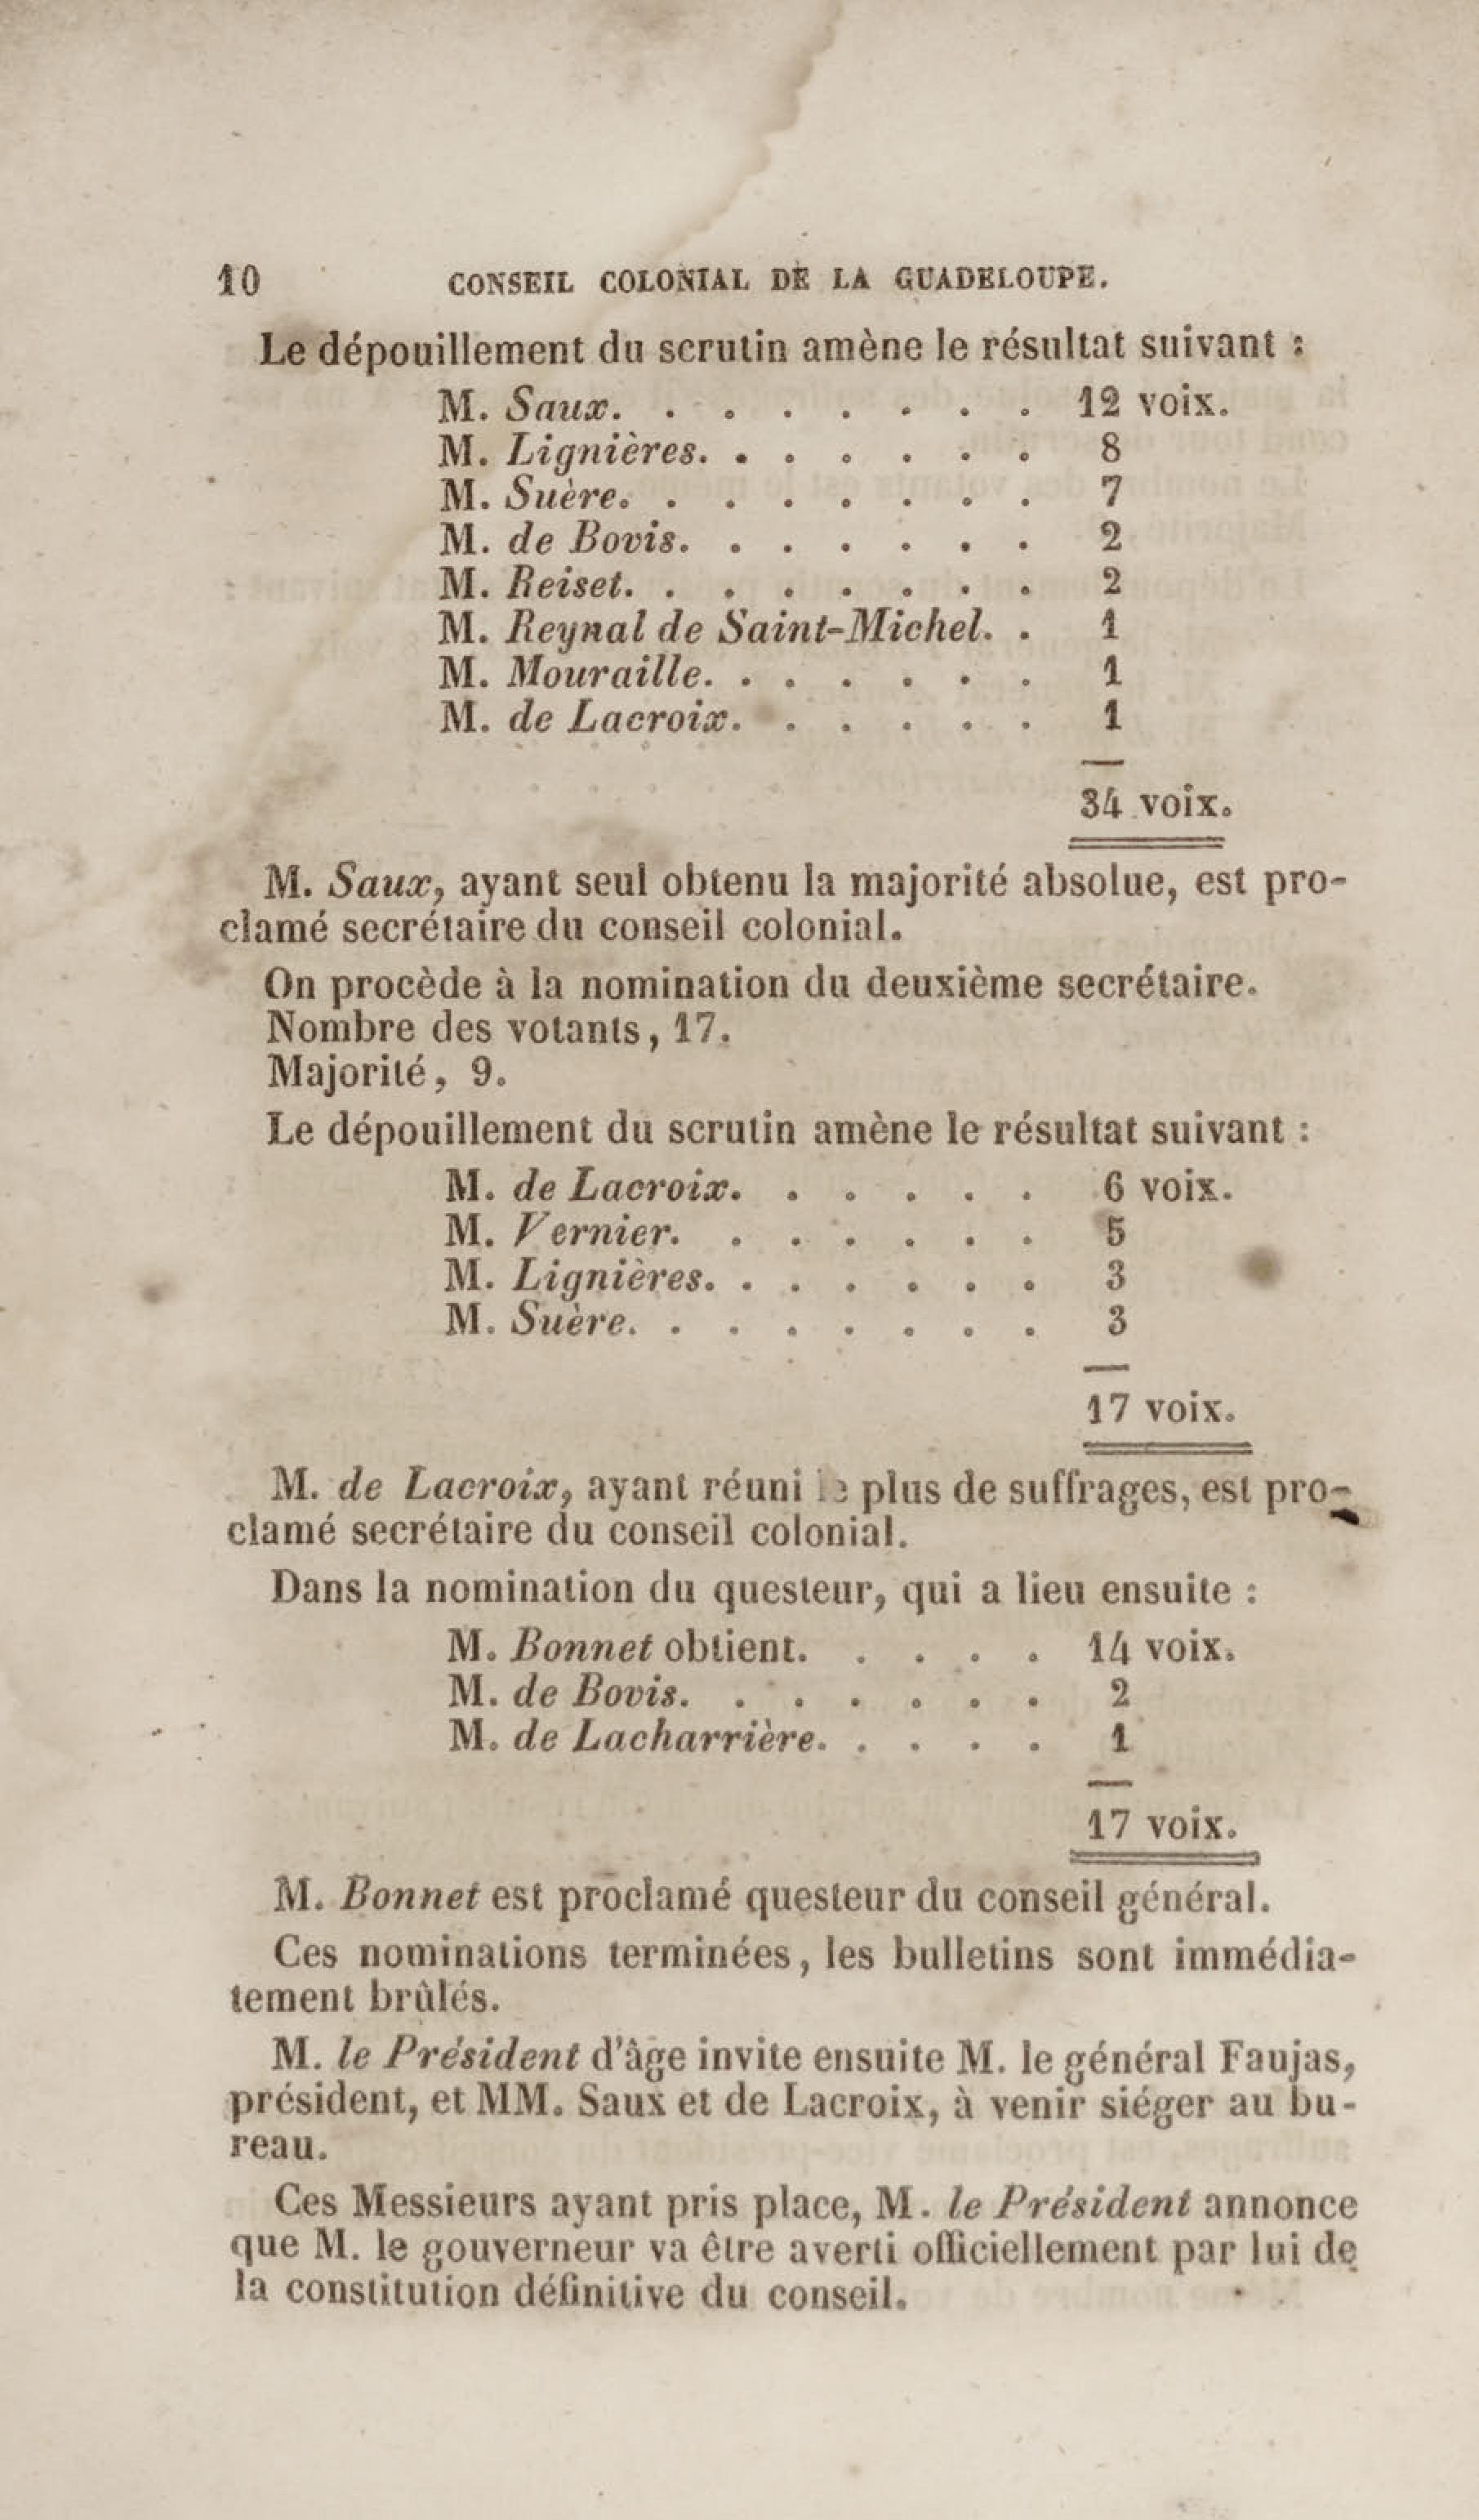 10 CONSEIL COLONIAL DE LA GUADELOUPE.
Le dépouillement du scrutin amène le résultat suivant :
M. Saux. . . . . . . . 12 voix.
M. Lignières. . . . . . . 8
M. Suère. . . . . . . . 7
M. de Bovis. . . . . . . 2
M. Reiset. . . . . . . . 2
M. Reynal de Saint-Michel. . 1
M. Mouraille. . . . . . . 1
M. de Lacroix. . . . . . 1
34 voix.
M. Saux, ayant seul obtenu la majorité absolue, est pro-
clamé secrétaire du conseil colonial.
On procède à la nomination du deuxième secrétaire.
Nombre des votants, 17.
Majorité, 9.
Le dépouillement du scrutin amène le résultat suivant :
M. de Lacroix. . . . . . 6 voix.
M. Vernier. . . . . . . 5
M. Lignières. . . . . . . 3
M. Suère. . . . . . . . 3
17 voix.
M. de Lacroix, ayant réuni le plus de suffrages, est pro-
clamé secrétaire du conseil colonial.
Dans la nomination du questeur, qui a lieu ensuite :
M. Bonnet obtient. . . . . 14 voix.
M. de Bovis. . . . . . . 2
M. de Lacharrière. . . . . 1
17 voix.
M. Bonnet est proclamé questeur du conseil général.
Ces nominations terminées, les bulletins sont immédia-
tement brûlés.
M. le Président d'âge invite ensuite M. le général Faujas,
président, et MM. Saux et de Lacroix, à venir siéger au bu-
reau.
Ces Messieurs ayant pris place, M. le Président annonce
que M. le gouverneur va être averti officiellement par lui de
la constitution définitive du conseil.